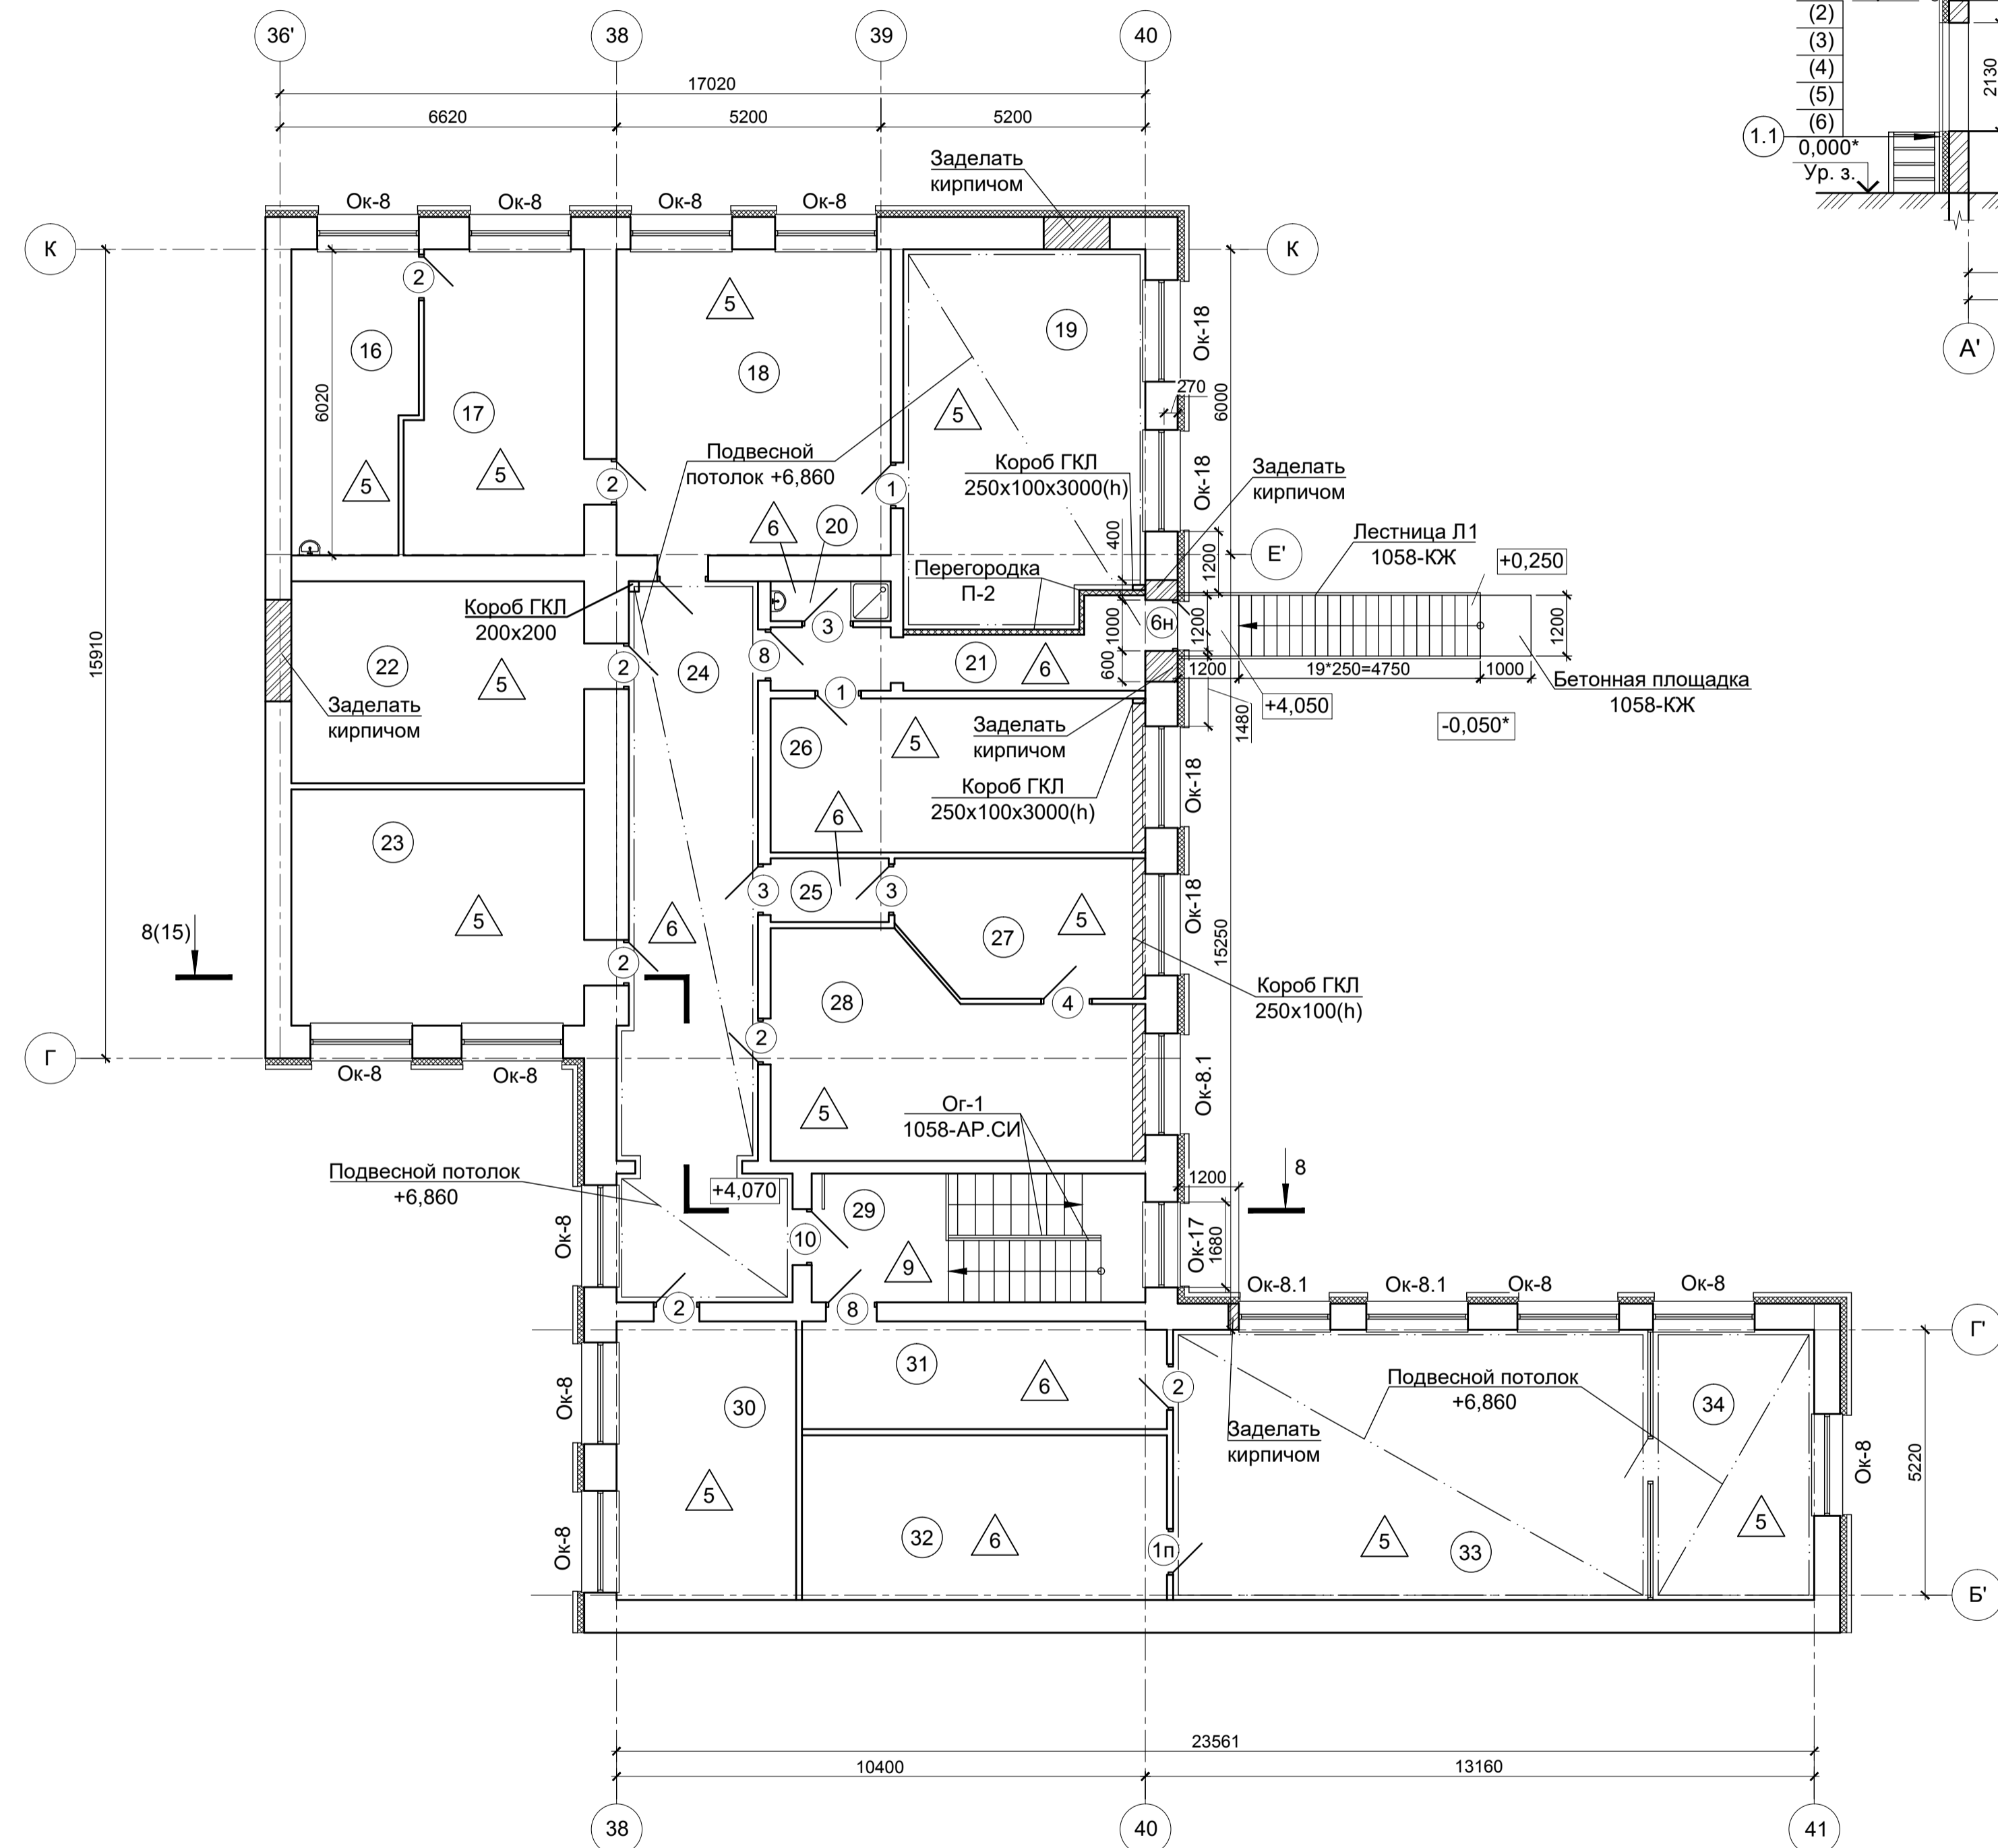 36'
38
39
40
17020
6620
5200
5200
(2)
(3)
(4)
(5)
(6)
1.1
0,000*
Ур. з.
2130
А'
Заделать
кирпичом
Ок-8
Ок-8
Ок-8
Ок-8
К
К
2
5
16
6020
17
5
5
18
19
5
Ок-18
270
6000
Подвесной
потолок +6,860
Короб ГКЛ
250x100x3000(h)
Ок-18
Заделать
кирпичом
2
1
6
20
400
1200
Е'
Лестница Л1
1058-КЖ
+0,250
Перегородка
П-2
Короб ГКЛ
200x200
3
6н
1000
1200
1200
15910
22
5
2
24
8
21
6
600
1200
19*250=4750
1000
Бетонная площадка
1058-КЖ
Заделать
кирпичом
1
+4,050
-0,050*
1480
26
5
Заделать
кирпичом
Короб ГКЛ
250x100x3000(h)
Ок-18
6
23
5
3
25
3
Ок-18
5
6
27
8(15)
2
15250
28
4
Короб ГКЛ
250x100(h)
2
Г
Ок-8
Ок-8
Ок-8.1
5
Ог-1
1058-АР.СИ
Подвесной потолок
+6,860
+4,070
1200
8
29
Ок-8
10
9
Ок-17
1680
Ок-8.1
Ок-8.1
Ок-8
Ок-8
2
8
Г'
31
6
2
Подвесной потолок
+6,860
34
Ок-8
30
Заделать
кирпичом
5220
Ок-8
5
32
6
1п
5
33
5
Ок-8
Б'
23561
10400
13160
38
40
41